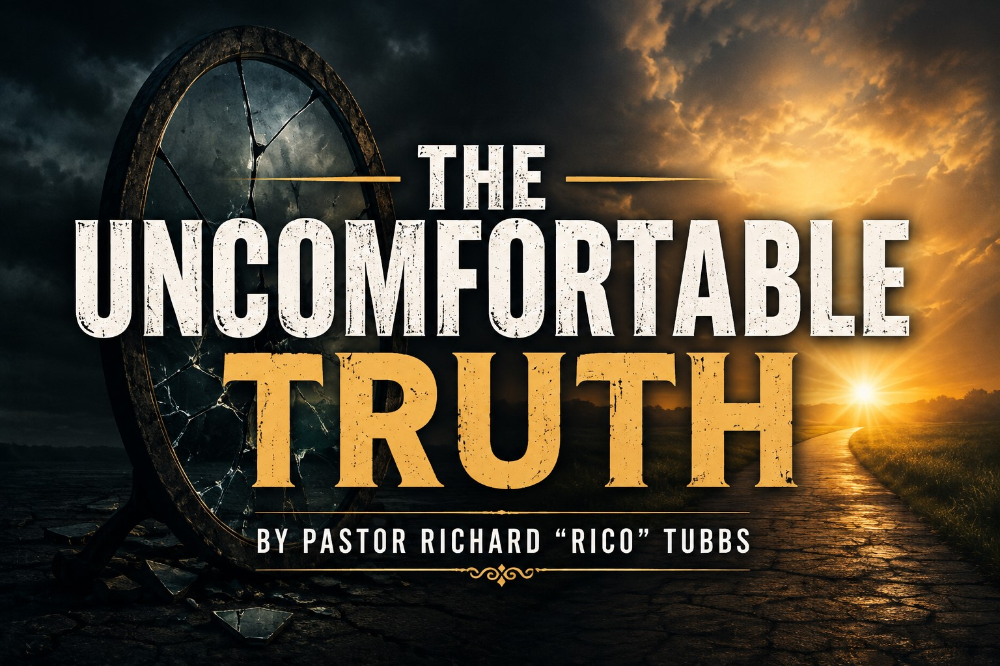 THE
UNCOMFORTABLE
TRUTH
BY PASTOR RICHARD “RICO” TUBBS